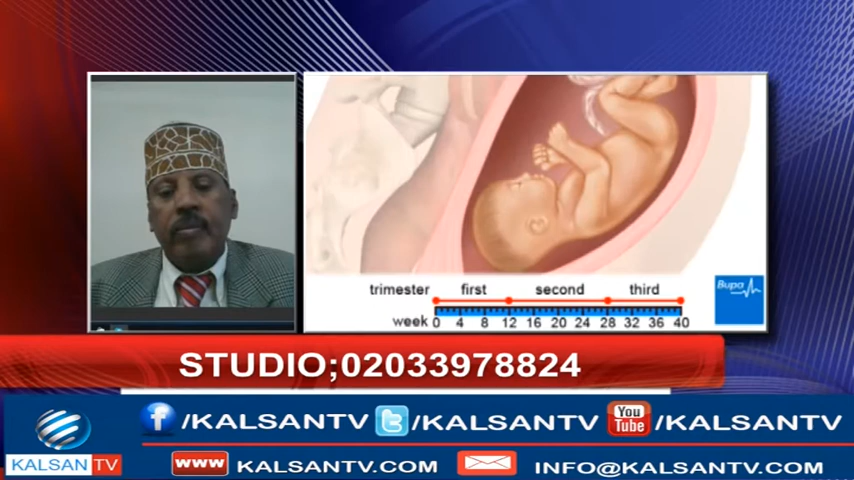 trimester first second third
week 0 4 8 12 16 20 24 28 32 36 40
Bupa
STUDIO;02033978824
/KALSANTV /KALSANTV You Tube /KALSANTV
KALSAN TV
www KALSANTV.COM INFO@KALSANTV.COM